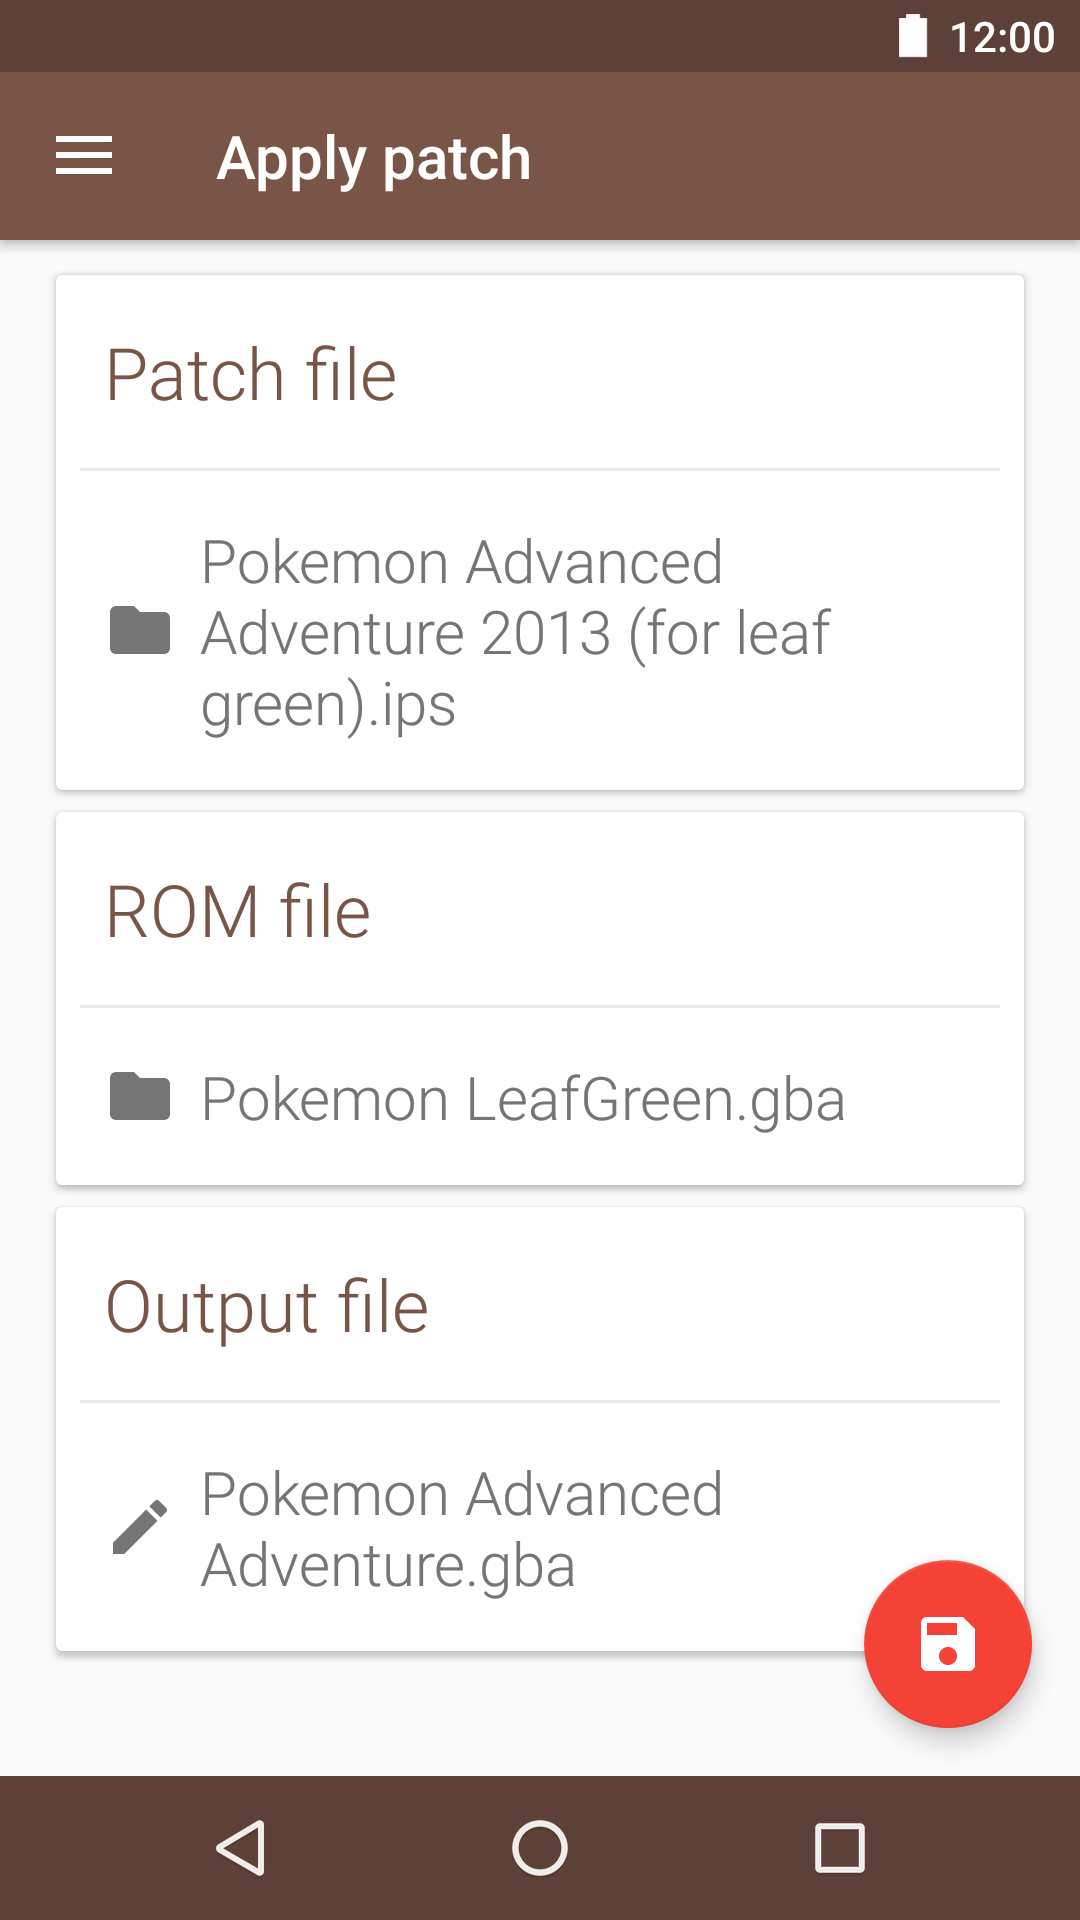 12:00
Apply patch
Patch file
Pokemon Advanced
Adventure 2013 (for leaf
green).ips
ROM file
Pokemon LeafGreen.gba
Output file
Pokemon Advanced
Adventure.gba